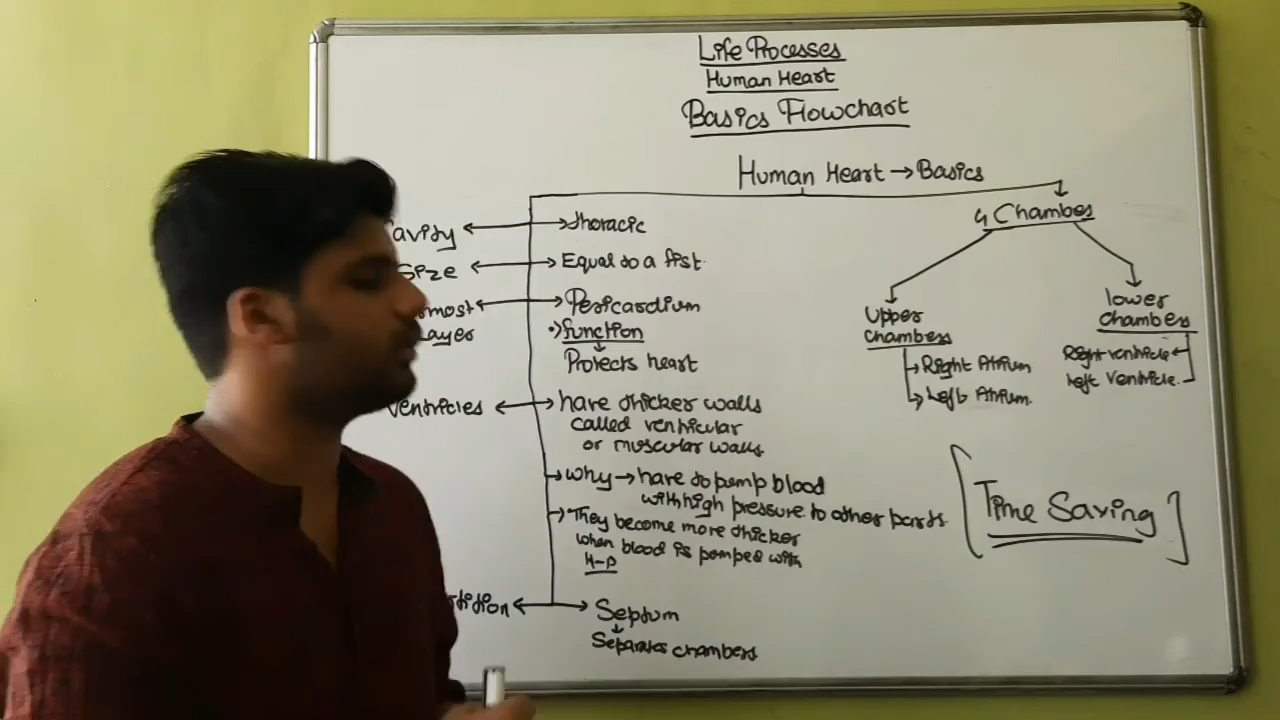 Life Processes
Human Heart
Basics Flowchart
Human Heart → Basics
avity ↔ thoracic
Size ↔ Equal to a fist
rmost ↔ Pericardium
ayer
•) function
Protects heart
Ventricles ↔ have thicker walls
called ventricular
or muscular walls
why → have to pump blood
with high pressure to other parts
They become more thicker
when blood is pumped with
H-P
tition ↔ Septum
Separates chambers
4 Chambers
Upper
Chambers
→ Right Atrium
→ Left Atrium.
lower
chambers
Right ventricle
Left Ventricle
[Time Saving]